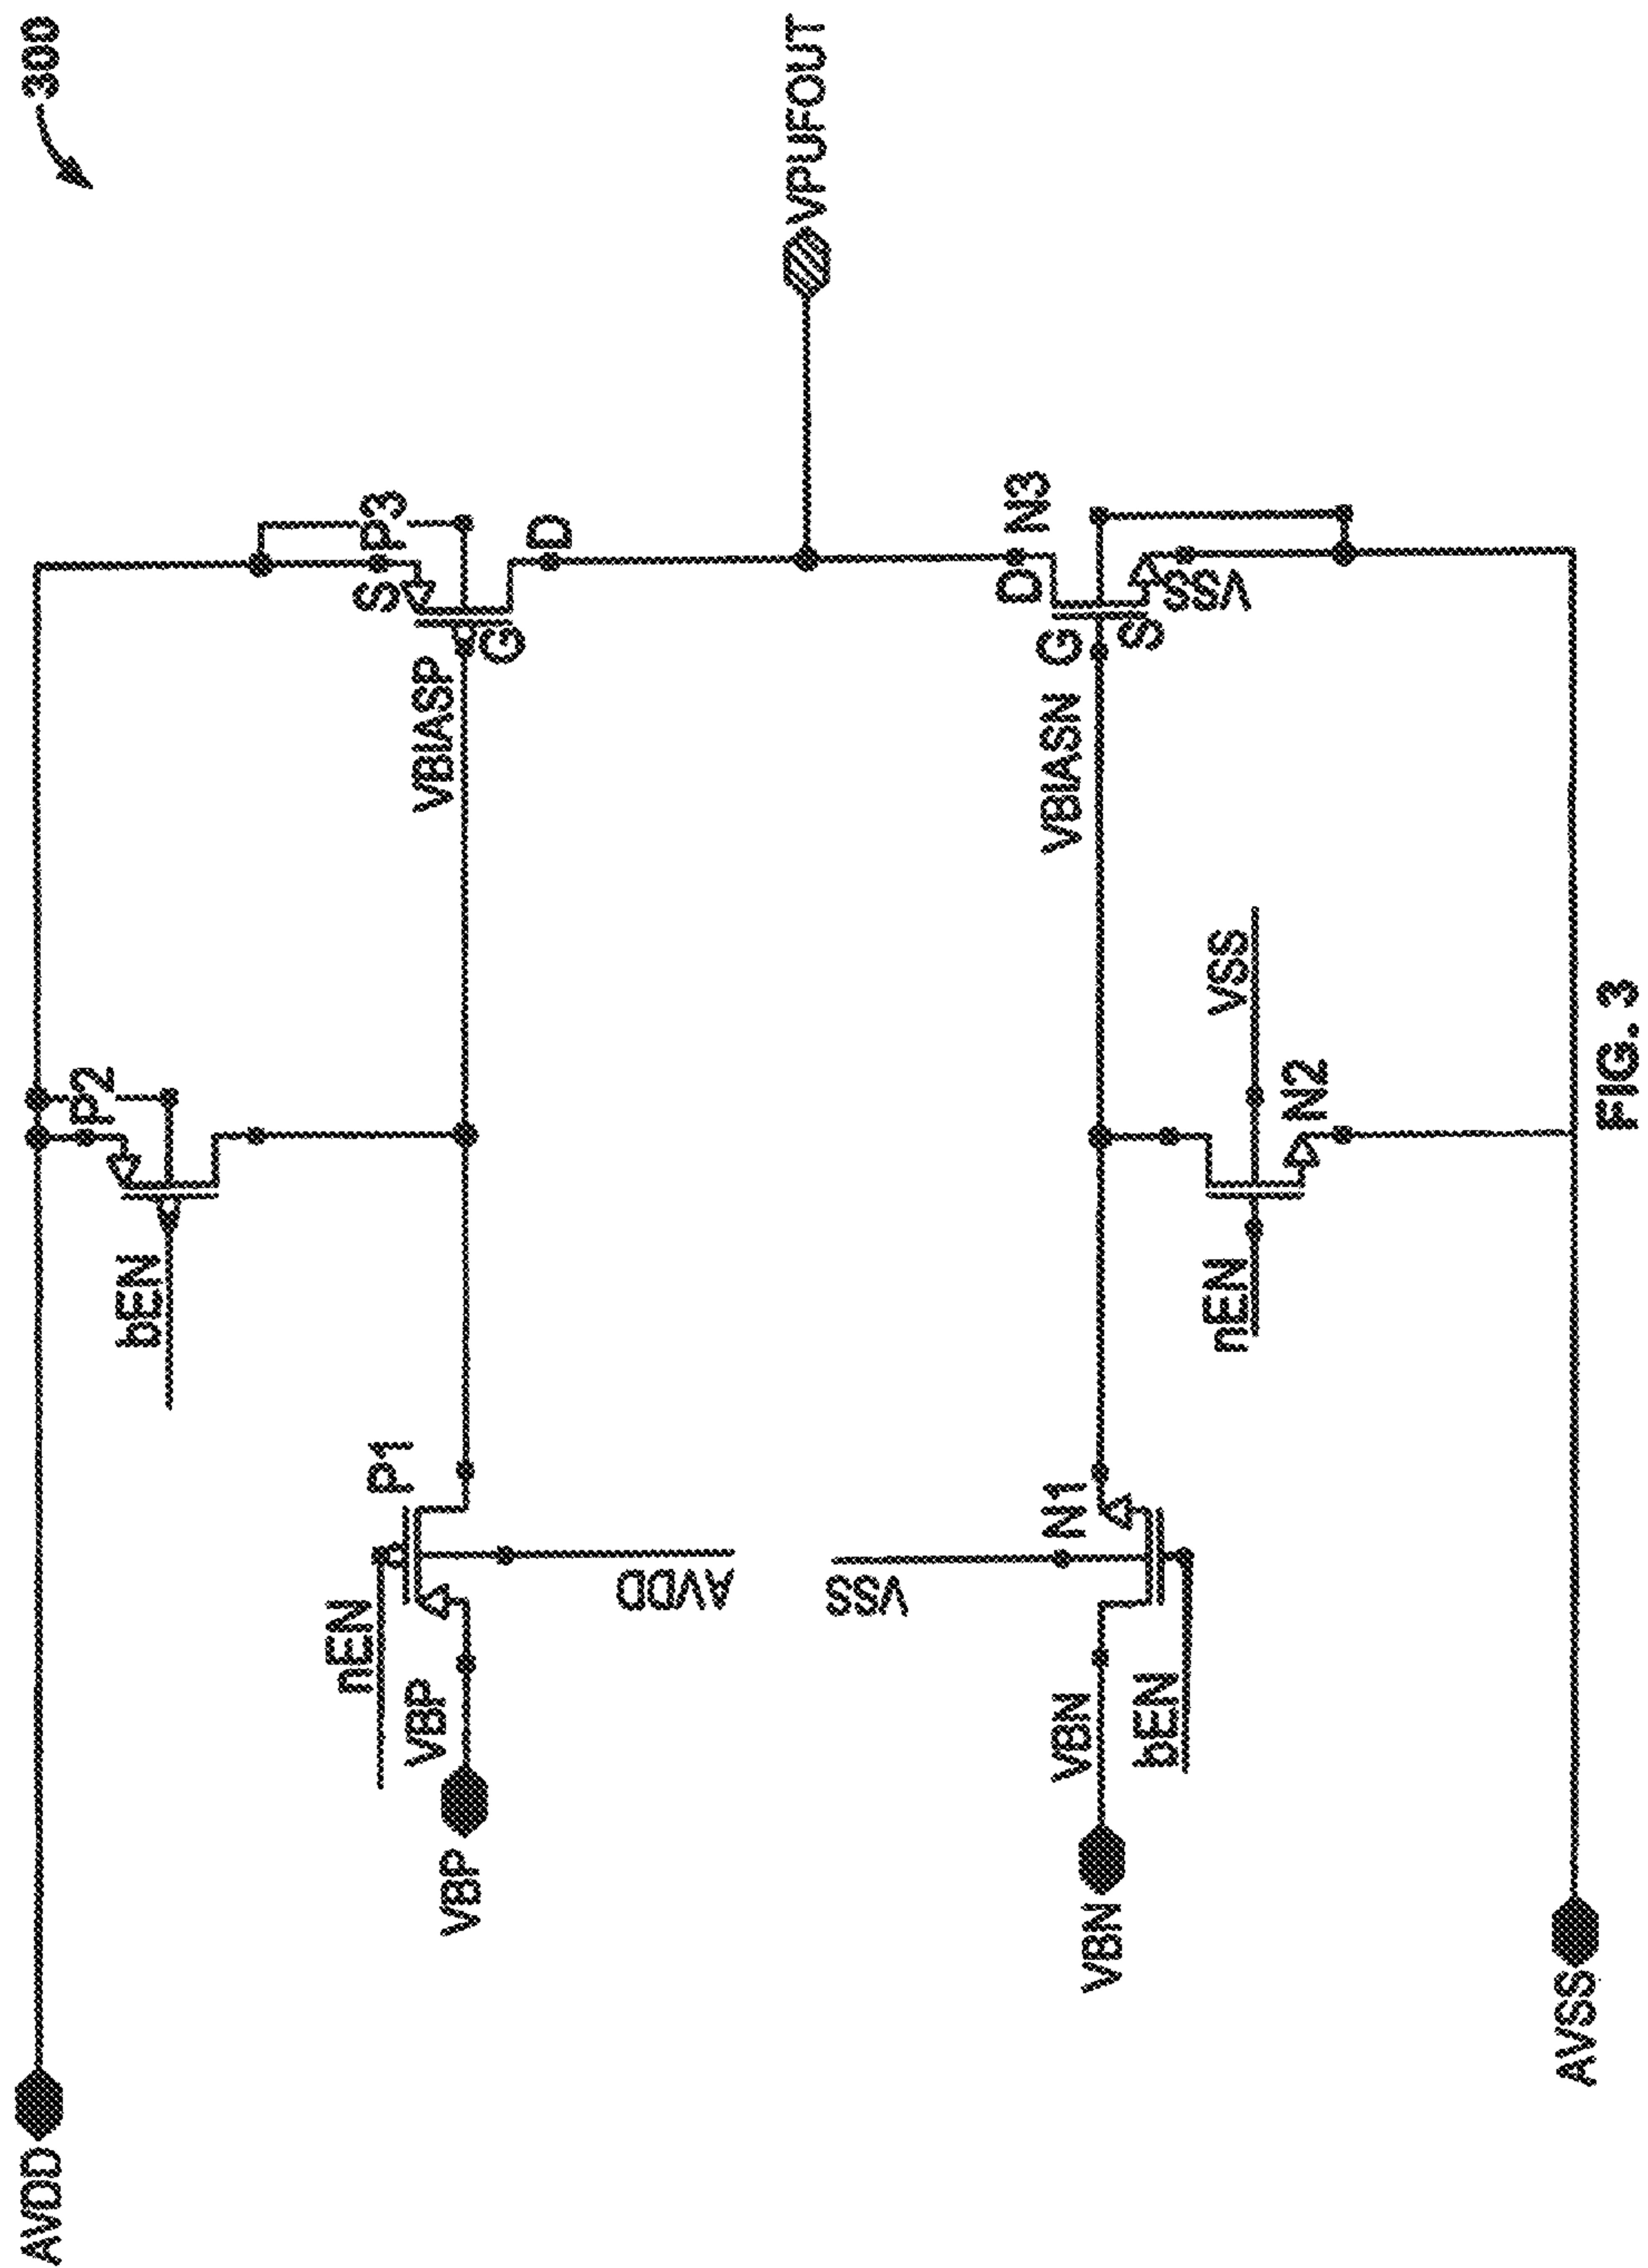 300
AVDD
P2
bEN
S
P3
VBIASP
G
D
nEN
P1
VBP
VBP
AVDD
VPUFOUT
VSS
N1
VBN
VBN
bEN
VBIASN
G
D
N3
S
VSS
VSS
nEN
N2
AVSS
FIG. 3